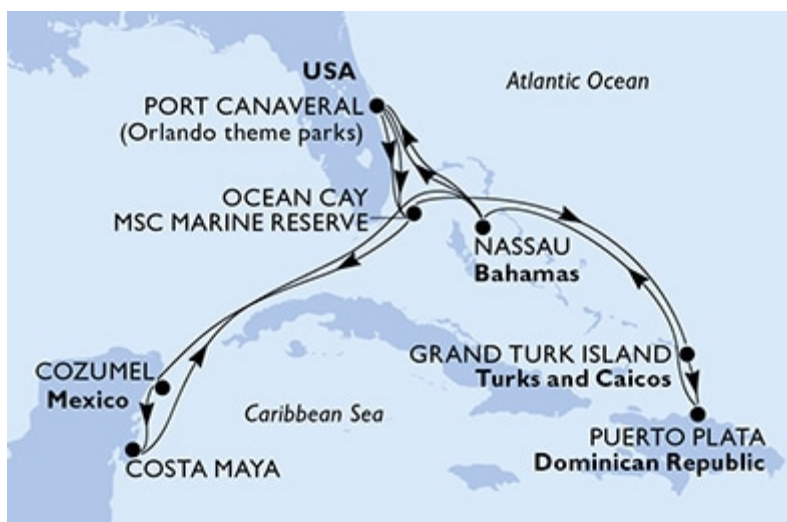 USA
Atlantic Ocean
PORT CANAVERAL
(Orlando theme parks)
OCEAN CAY
MSC MARINE RESERVE
NASSAU
Bahamas
GRAND TURK ISLAND
Turks and Caicos
COZUMEL
Mexico
Caribbean Sea
PUERTO PLATA
Dominican Republic
COSTA MAYA